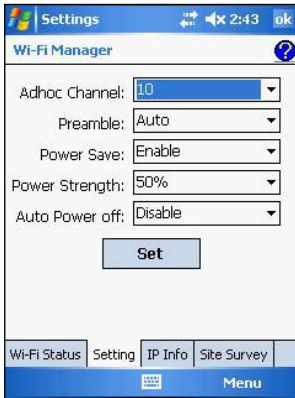 Settings 2:43 ok
Wi-Fi Manager
Adhoc Channel: 10
Preamble: Auto
Power Save: Enable
Power Strength: 50%
Auto Power off: Disable
Set
Wi-Fi Status Setting IP Info Site Survey
Menu